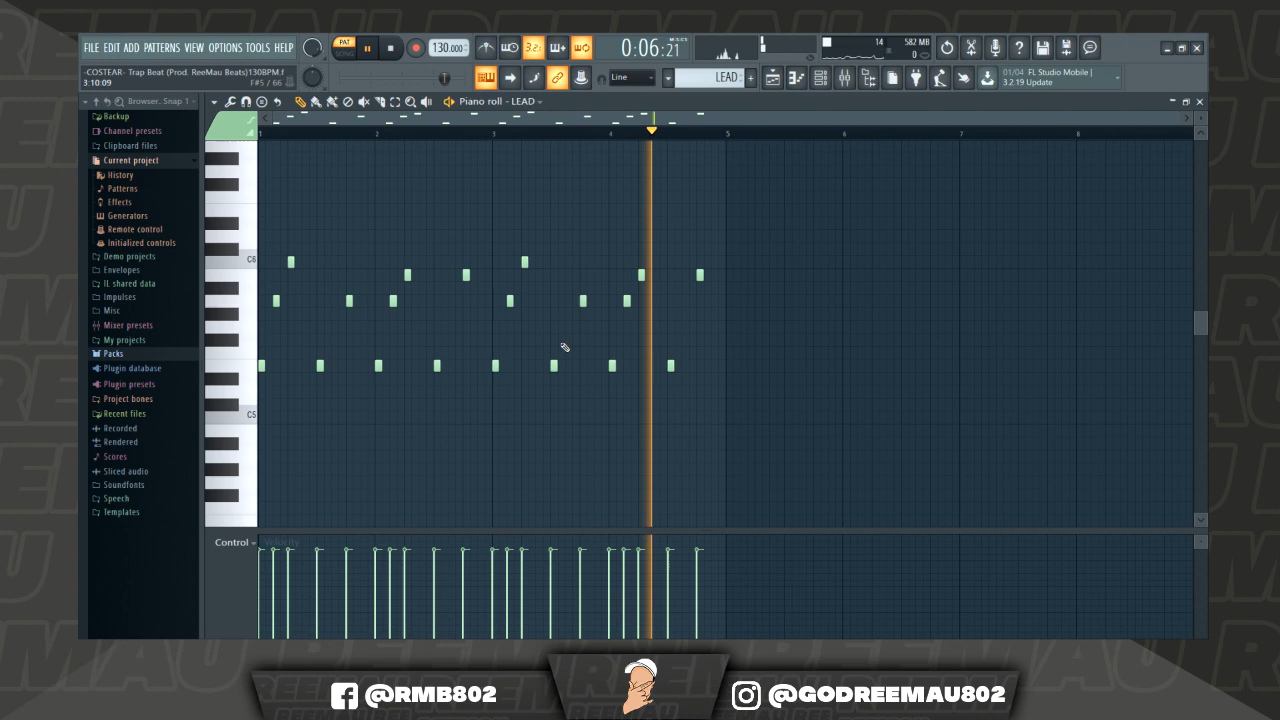 FILE EDIT ADD PATTERNS VIEW OPTIONS TOOLS HELP
PAT
SONG
130.000
3.2.
0:06:21
M:S:CS
14
582 MB
0
-COSTEAR- Trap Beat (Prod. ReeMau Beats)130BPM.f
3:10:09
F#5 / 66
Line
LEAD
01/04 FL Studio Mobile |
3.2.19 Update
Browser.. Snap 1
Piano roll - LEAD
1 2 3 4 5 6 7 8
Backup
Channel presets
Clipboard files
Current project
History
Patterns
Effects
Generators
Remote control
Initialized controls
Demo projects
Envelopes
IL shared data
Impulses
Misc
Mixer presets
My projects
Packs
Plugin database
Plugin presets
Project bones
Recent files
Recorded
Rendered
Scores
Sliced audio
Soundfonts
Speech
Templates
C6
C5
Control
Velocity
@RMB802
@GODREEMAU802